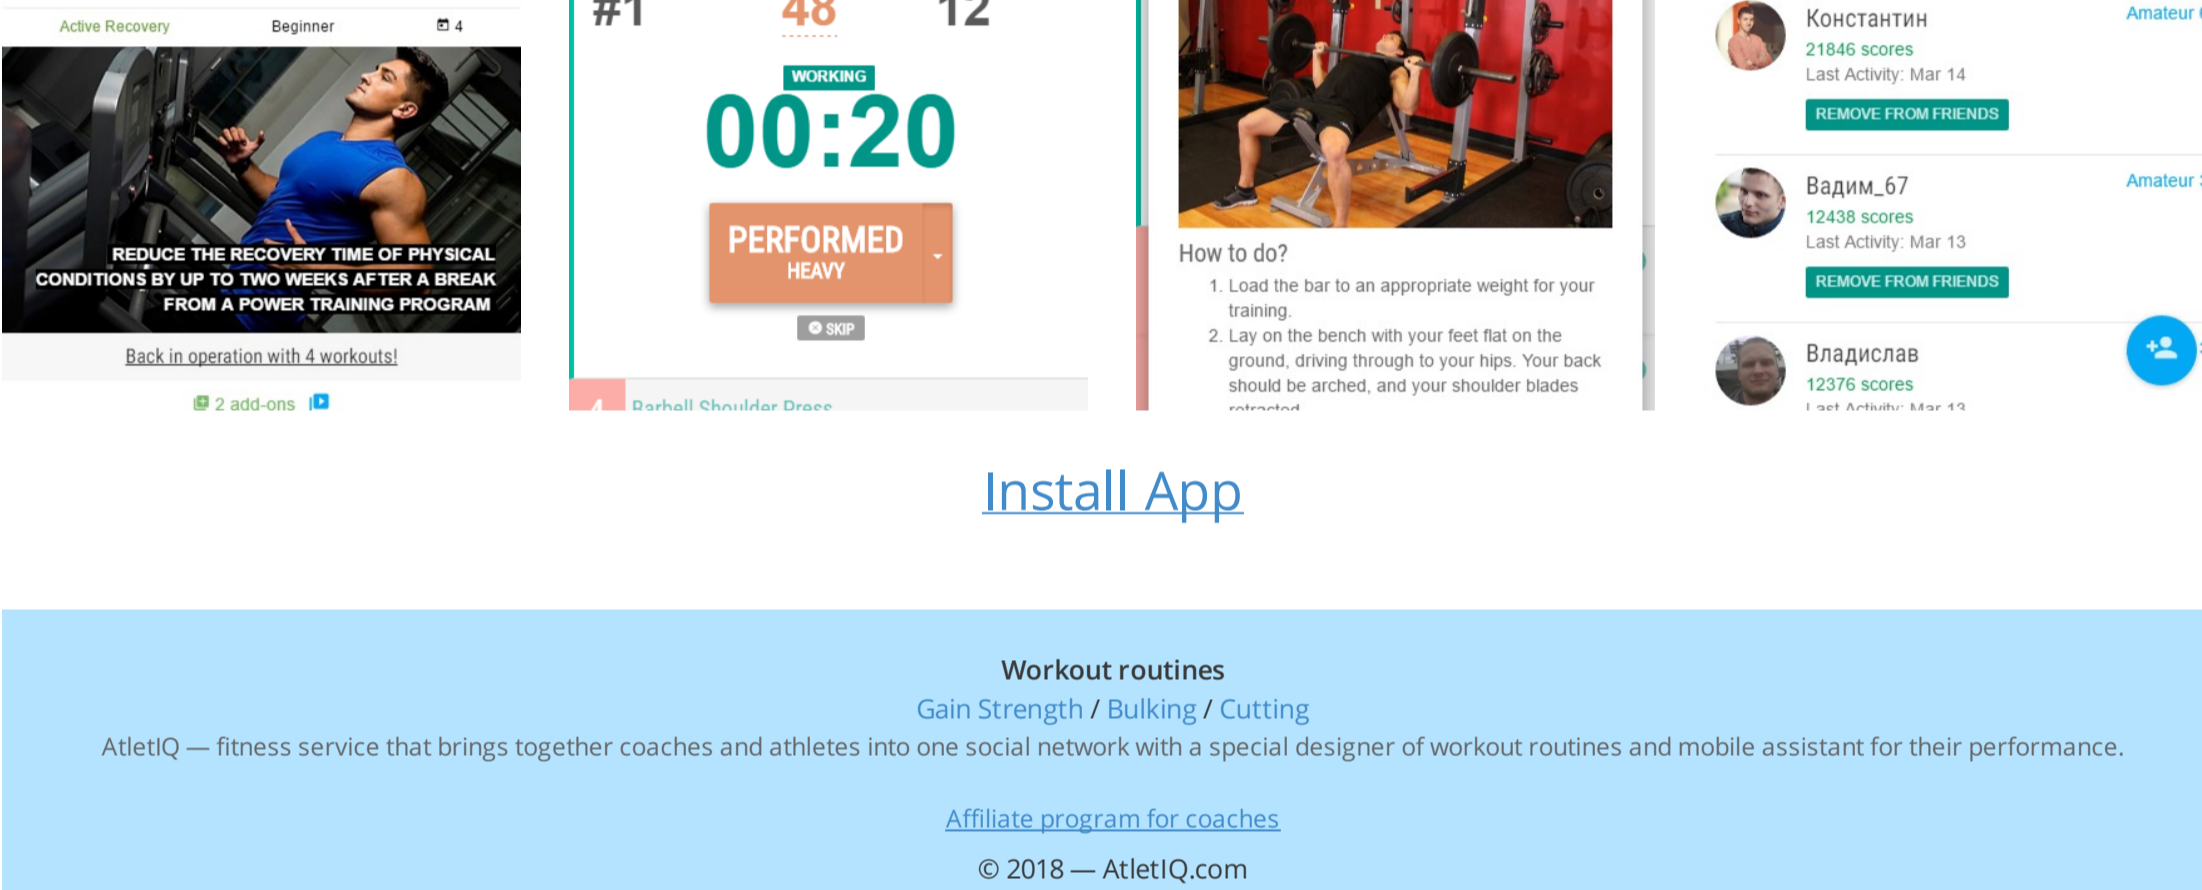 Active Recovery Beginner 4
REDUCE THE RECOVERY TIME OF PHYSICAL
CONDITIONS BY UP TO TWO WEEKS AFTER A BREAK
FROM A POWER TRAINING PROGRAM
Back in operation with 4 workouts!
2 add-ons
#1 48 12
WORKING
00:20
PERFORMED
HEAVY
SKIP
4 Barbell Shoulder Press
How to do?
1. Load the bar to an appropriate weight for your
training.
2. Lay on the bench with your feet flat on the
ground, driving through to your hips. Your back
should be arched, and your shoulder blades
retracted
Константин Amateur
21846 scores
Last Activity: Mar 14
REMOVE FROM FRIENDS
Вадим_67 Amateur
12438 scores
Last Activity: Mar 13
REMOVE FROM FRIENDS
Владислав
12376 scores
Last Activity: Mar 13
Install App
Workout routines
Gain Strength / Bulking / Cutting
AtletIQ — fitness service that brings together coaches and athletes into one social network with a special designer of workout routines and mobile assistant for their performance.
Affiliate program for coaches
© 2018 — AtletIQ.com